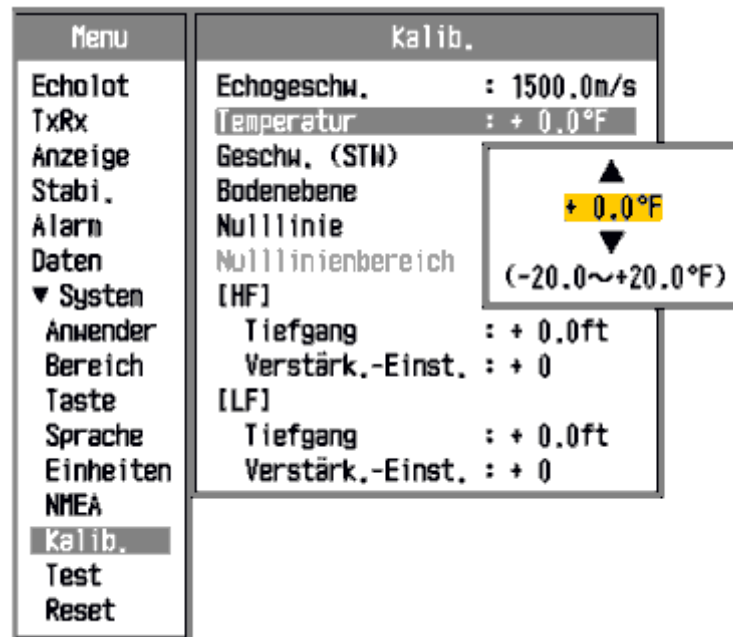 Menu
Echolot
TxRx
Anzeige
Stabi.
Alarm
Daten
▼ System
Anwender
Bereich
Taste
Sprache
Einheiten
NMEA
Kalib.
Test
Reset
Kalib.
Echogeschw. : 1500.0m/s
Temperatur : + 0.0°F
Geschw. (STW)
Bodenebene
Nulllinie
Nulllinienbereich
[HF]
Tiefgang : + 0.0ft
Verstärk.-Einst. : + 0
[LF]
Tiefgang : + 0.0ft
Verstärk.-Einst. : + 0
▲
+ 0.0°F
▼
(-20.0～+20.0°F)